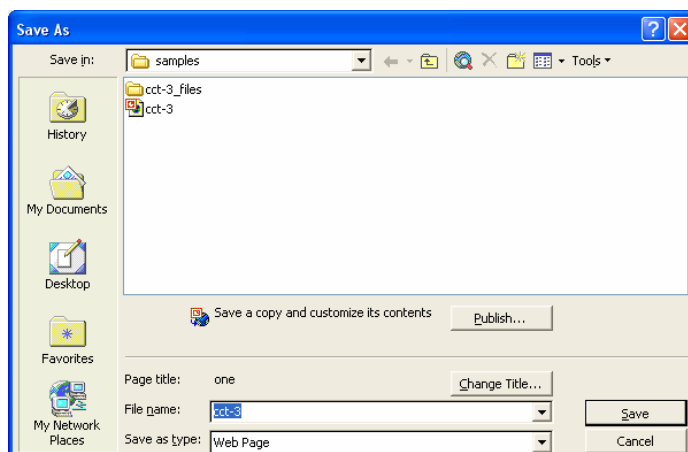 Save As
Save in:
samples
Tools
cct-3_files
cct-3
History
My Documents
Desktop
Favorites
My Network
Places
Save a copy and customize its contents
Publish...
Page title:
one
Change Title...
File name:
cct-3
Save
Save as type:
Web Page
Cancel